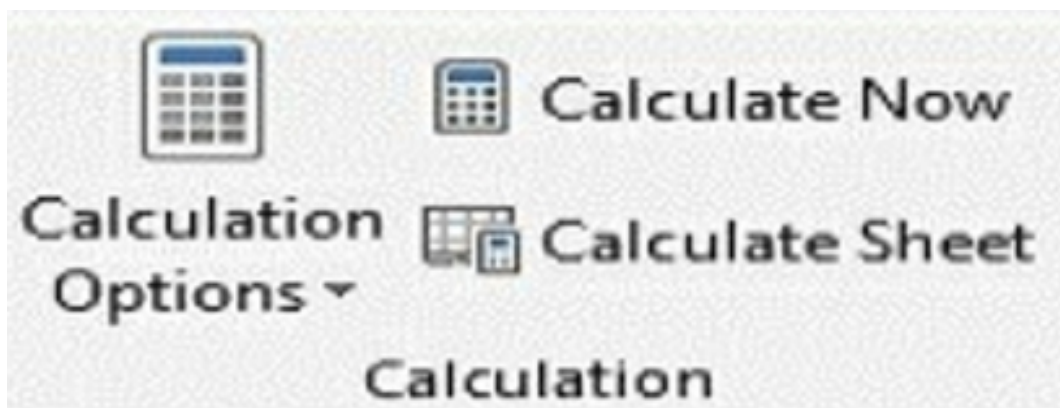 Calculation
Options
Calculate Now
Calculate Sheet
Calculation